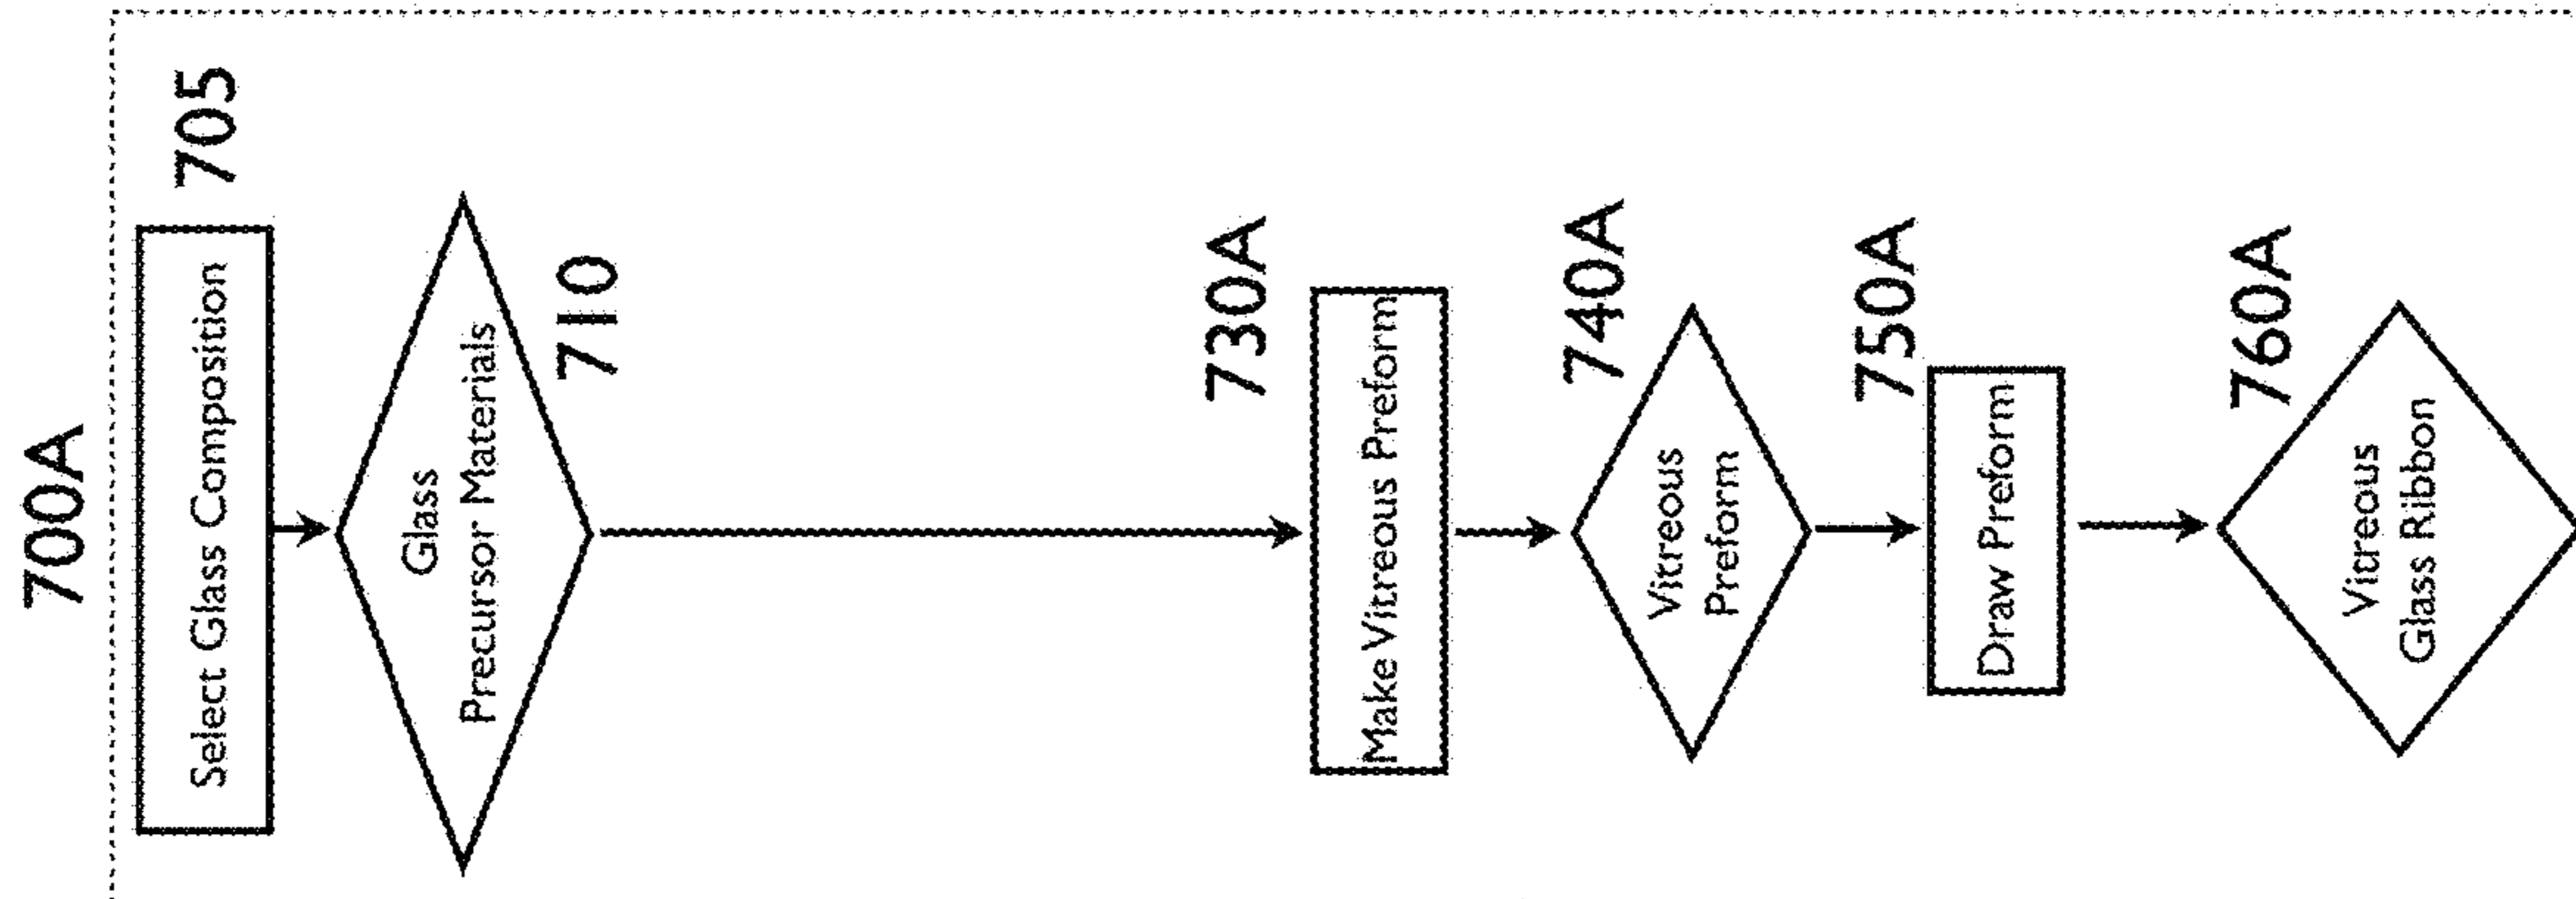 700A
705
Select Glass Composition
Glass
Precursor Materials
710
730A
Make Vitreous Preform
740A
Vitreous
Preform
750A
Draw Preform
760A
Vitreous
Glass Ribbon